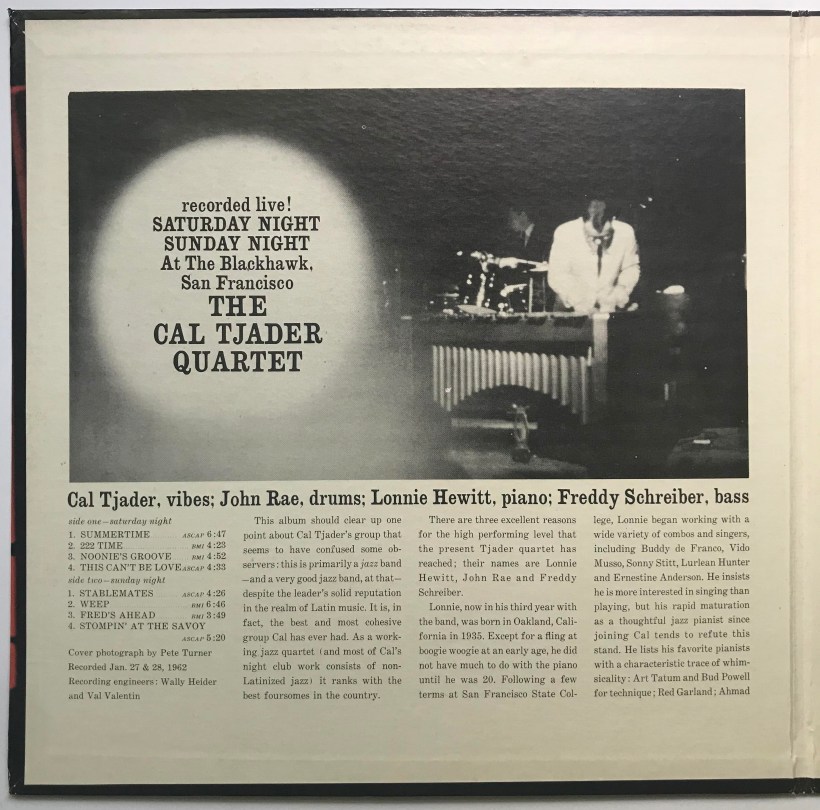 recorded live!
SATURDAY NIGHT
SUNDAY NIGHT
At The Blackhawk,
San Francisco
THE
CAL TJADER
QUARTET
Cal Tjader, vibes; John Rae, drums; Lonnie Hewitt, piano; Freddy Schreiber, bass
side one—saturday night
1. SUMMERTIME ASCAP 6:47
2. 222 TIME BMI 4:23
3. NOONIE'S GROOVE BMI 4:52
4. THIS CAN'T BE LOVE ASCAP 4:33
side two—sunday night
1. STABLEMATES ASCAP 4:26
2. WEEP BMI 6:46
3. FRED'S AHEAD BMI 3:49
4. STOMPIN' AT THE SAVOY
ASCAP 5:20
Cover photograph by Pete Turner
Recorded Jan. 27 & 28, 1962
Recording engineers: Wally Heider
and Val Valentin
This album should clear up one
point about Cal Tjader's group that
seems to have confused some ob-
servers: this is primarily a jazz band
—and a very good jazz band, at that—
despite the leader's solid reputation
in the realm of Latin music. It is, in
fact, the best and most cohesive
group Cal has ever had. As a work-
ing jazz quartet (and most of Cal's
night club work consists of non-
Latinized jazz) it ranks with the
best foursomes in the country.
There are three excellent reasons
for the high performing level that
the present Tjader quartet has
reached; their names are Lonnie
Hewitt, John Rae and Freddy
Schreiber.
Lonnie, now in his third year with
the band, was born in Oakland, Cali-
fornia in 1935. Except for a fling at
boogie woogie at an early age, he did
not have much to do with the piano
until he was 20. Following a few
terms at San Francisco State Col-
lege, Lonnie began working with a
wide variety of combos and singers,
including Buddy de Franco, Vido
Musso, Sonny Stitt, Lurlean Hunter
and Ernestine Anderson. He insists
he is more interested in singing than
playing, but his rapid maturation
as a thoughtful jazz pianist since
joining Cal tends to refute this
stand. He lists his favorite pianists
with a characteristic trace of whim-
sicality: Art Tatum and Bud Powell
for technique; Red Garland; Ahmad